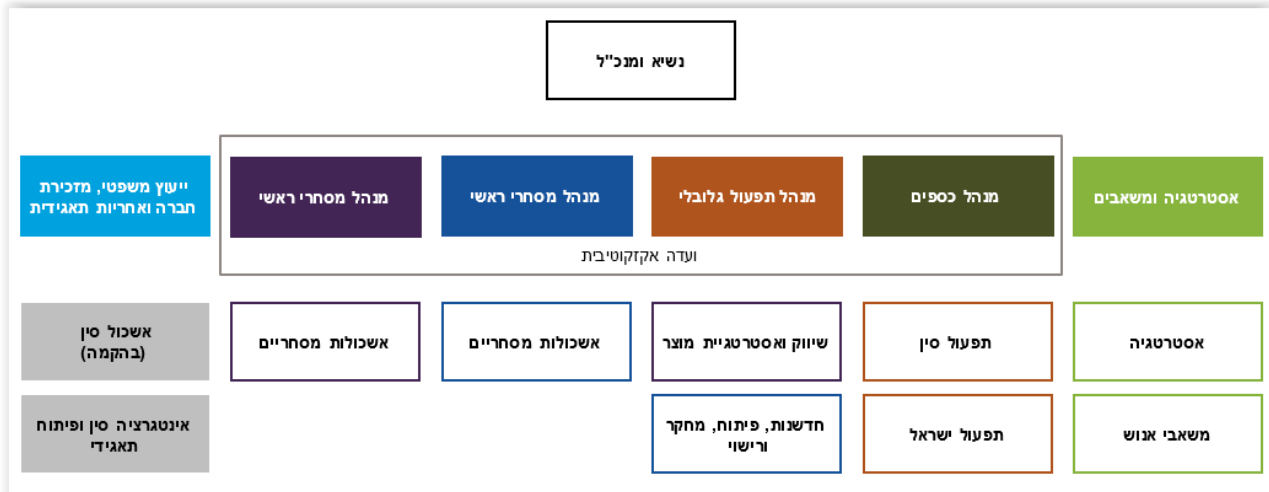 נשיא ומנכ"ל
אסטרטגיה ומשאבים
מנהל כספים
מנהל תפעול גלובלי
מנהל מסחרי ראשי
מנהל מסחרי ראשי
ייעוץ משפטי, מזכירת
חברה ואחריות תאגידית
ועדה אקזקוטיבית
אסטרטגיה
תפעול סין
שיווק ואסטרטגיית מוצר
אשכולות מסחריים
אשכולות מסחריים
אשכול סין
(בהקמה)
משאבי אנוש
תפעול ישראל
חדשנות, פיתוח, מחקר
ורישוי
אינטגרציה סין ופיתוח
תאגידי